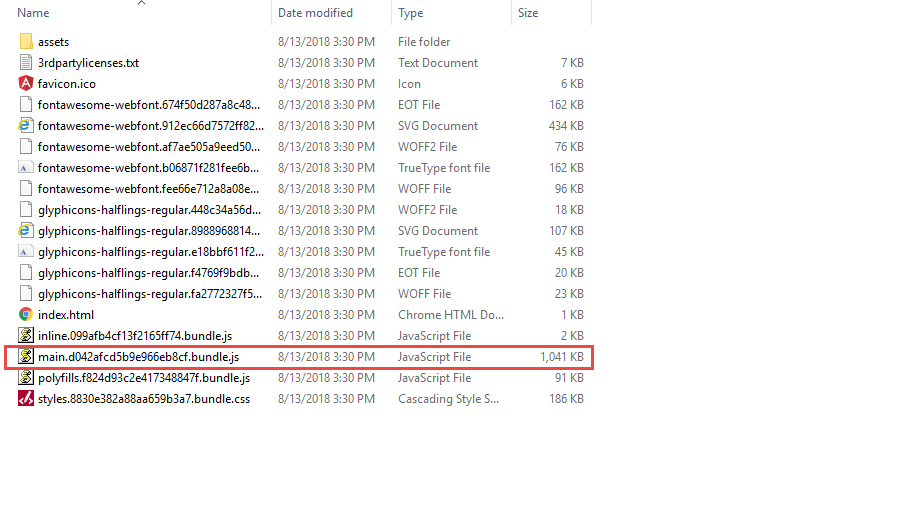 Name Date modified Type Size
assets 8/13/2018 3:30 PM File folder
3rdpartylicenses.txt 8/13/2018 3:30 PM Text Document 7 KB
favicon.ico 8/13/2018 3:30 PM Icon 6 KB
fontawesome-webfont.674f50d287a8c48... 8/13/2018 3:30 PM EOT File 162 KB
fontawesome-webfont.912ec66d7572ff82... 8/13/2018 3:30 PM SVG Document 434 KB
fontawesome-webfont.af7ae505a9eed50... 8/13/2018 3:30 PM WOFF2 File 76 KB
fontawesome-webfont.b06871f281fee6b... 8/13/2018 3:30 PM TrueType font file 162 KB
fontawesome-webfont.fee66e712a8a08e... 8/13/2018 3:30 PM WOFF File 96 KB
glyphicons-halflings-regular.448c34a56d... 8/13/2018 3:30 PM WOFF2 File 18 KB
glyphicons-halflings-regular.8988968814... 8/13/2018 3:30 PM SVG Document 107 KB
glyphicons-halflings-regular.e18bbf611f2... 8/13/2018 3:30 PM TrueType font file 45 KB
glyphicons-halflings-regular.f4769f9bdb... 8/13/2018 3:30 PM EOT File 20 KB
glyphicons-halflings-regular.fa2772327f5... 8/13/2018 3:30 PM WOFF File 23 KB
index.html 8/13/2018 3:30 PM Chrome HTML Do... 1 KB
inline.099afb4cf13f2165ff74.bundle.js 8/13/2018 3:30 PM JavaScript File 2 KB
main.d042afcd5b9e966eb8cf.bundle.js 8/13/2018 3:30 PM JavaScript File 1,041 KB
polyfills.f824d93c2e417348847f.bundle.js 8/13/2018 3:30 PM JavaScript File 91 KB
styles.8830e382a88aa659b3a7.bundle.css 8/13/2018 3:30 PM Cascading Style S... 186 KB